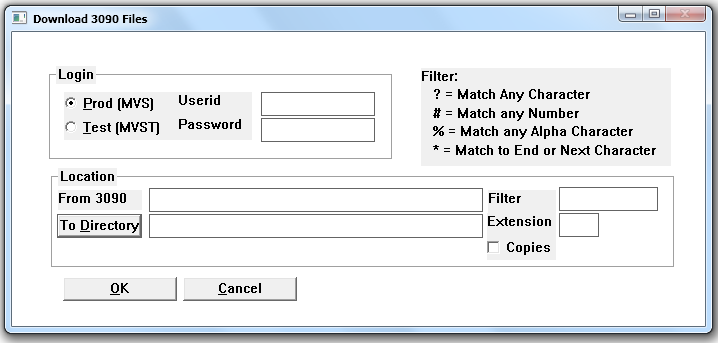 Download 3090 Files
Login
Prod (MVS) Userid
Test (MVST) Password
Filter:
? = Match Any Character
# = Match any Number
% = Match any Alpha Character
* = Match to End or Next Character
Location
From 3090 Filter
To Directory Extension
Copies
OK Cancel